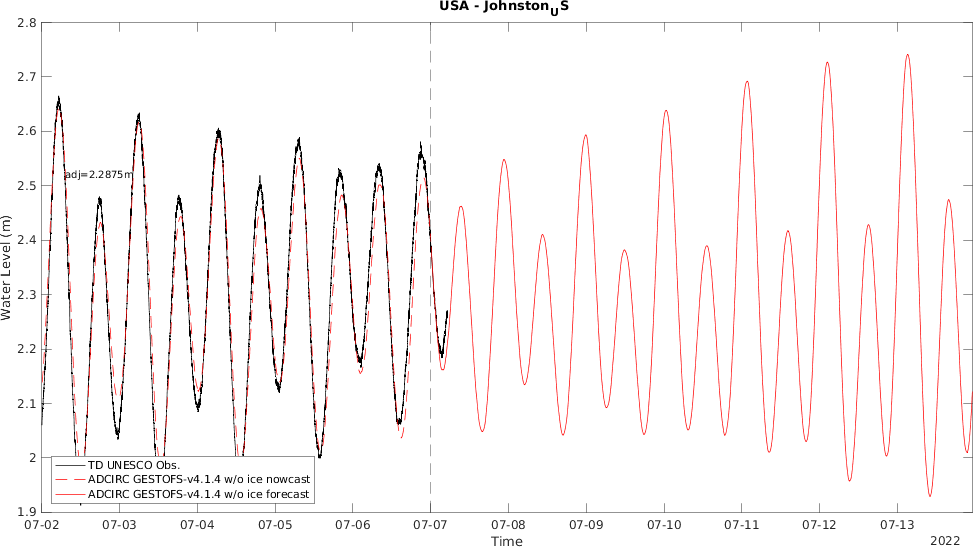 USA - Johnston_US
2.8
2.7
2.6
2.5
2.4
2.3
2.2
2.1
2
1.9
Water Level (m)
adj=2.2875m
TD UNESCO Obs.
ADCIRC GESTOFS-v4.1.4 w/o ice nowcast
ADCIRC GESTOFS-v4.1.4 w/o ice forecast
07-02 07-03 07-04 07-05 07-06 07-07 07-08 07-09 07-10 07-11 07-12 07-13
Time
2022